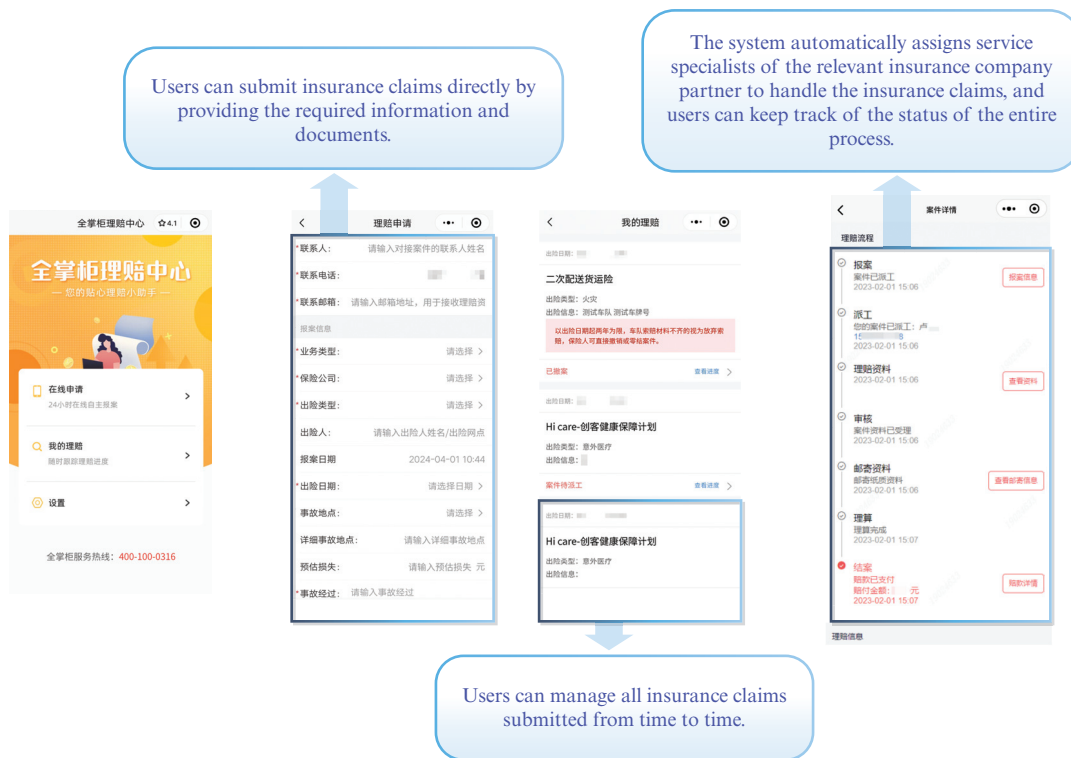 Users can submit insurance claims directly by
providing the required information and
documents.
The system automatically assigns service
specialists of the relevant insurance company
partner to handle the insurance claims, and
users can keep track of the status of the entire
process.
全掌柜理赔中心 4.1
全掌柜理赔中心
— 您的贴心理赔小助手 —
在线申请
24小时在线自主报案
我的理赔
随时跟踪理赔进度
设置
全掌柜服务热线：400-100-0316
理赔申请
*联系人： 请输入对接案件的联系人姓名
*联系电话：
*联系邮箱： 请输入邮箱地址，用于接收理赔资
报案信息
*业务类型： 请选择
*保险公司： 请选择
*出险类型： 请选择
出险人： 请输入出险人姓名/出险网点
报案日期 2024-04-01 10:44
*出险日期： 请选择日期
事故地点： 请选择
详细事故地点： 请输入详细事故地点
预估损失： 请输入预估损失 元
*事故经过： 请输入事故经过
我的理赔
出险日期：
二次配送货运险
出险类型：火灾
出险信息：测试车队 测试车牌号
以出险日期起两年为限，车队索赔材料不齐的视为放弃索
赔，保险人可直接撤销或零结案件。
已撤案 查看进度
出险日期：
Hi care-创客健康保障计划
出险类型：意外医疗
出险信息：
案件待派工 查看进度
出险日期：
Hi care-创客健康保障计划
出险类型：意外医疗
出险信息：
案件详情
理赔流程
报案
案件已派工
2023-02-01 15:06
报案信息
派工
您的案件已派工：卢
2023-02-01 15:06
理赔资料
2023-02-01 15:06
查看资料
审核
案件资料已受理
2023-02-01 15:06
邮寄资料
邮寄纸质资料
2023-02-01 15:06
查看邮寄信息
理算
理算完成
2023-02-01 15:07
结案
赔款已支付
赔付金额： 元
2023-02-01 15:07
赔款详情
理赔信息
Users can manage all insurance claims
submitted from time to time.